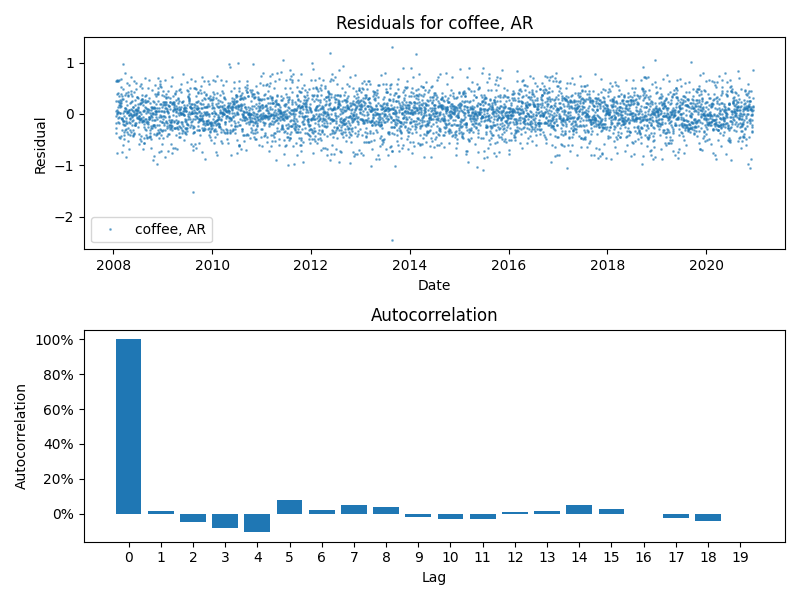 Residuals for coffee, AR
1
0
−1
−2
Residual
coffee, AR
2008 2010 2012 2014 2016 2018 2020
Date
Autocorrelation
100%
80%
60%
40%
20%
0%
Autocorrelation
0 1 2 3 4 5 6 7 8 9 10 11 12 13 14 15 16 17 18 19
Lag